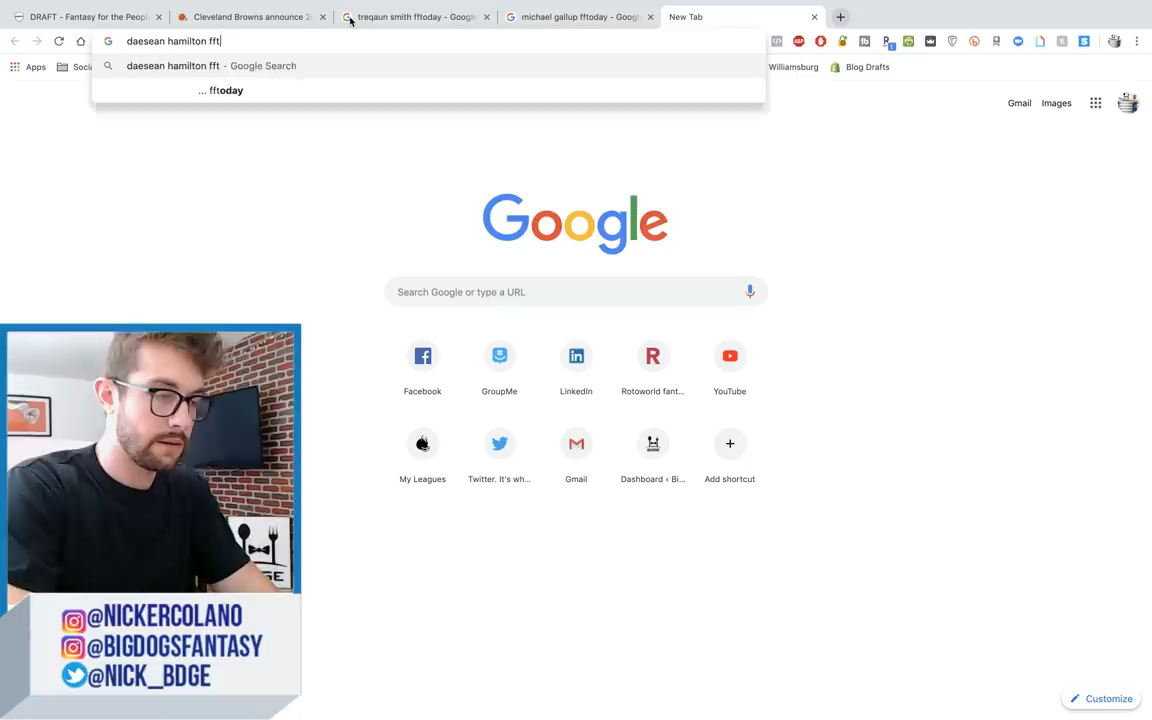 DRAFT - Fantasy for the Peopl
Cleveland Browns announce 2
treqaun smith fftoday - Google
michael gallup fftoday - Googl
New Tab
daesean hamilton fft
Apps
Socia
Williamsburg
Blog Drafts
daesean hamilton fft - Google Search
... fftoday
Gmail
Images
Google
Search Google or type a URL
Facebook
GroupMe
LinkedIn
Rotoworld fant...
YouTube
My Leagues
Twitter. It's wh...
Gmail
Dashboard ‹ Bi...
Add shortcut
@NICKERCOLANO
@BIGDOGSFANTASY
@NICK_BDGE
Customize